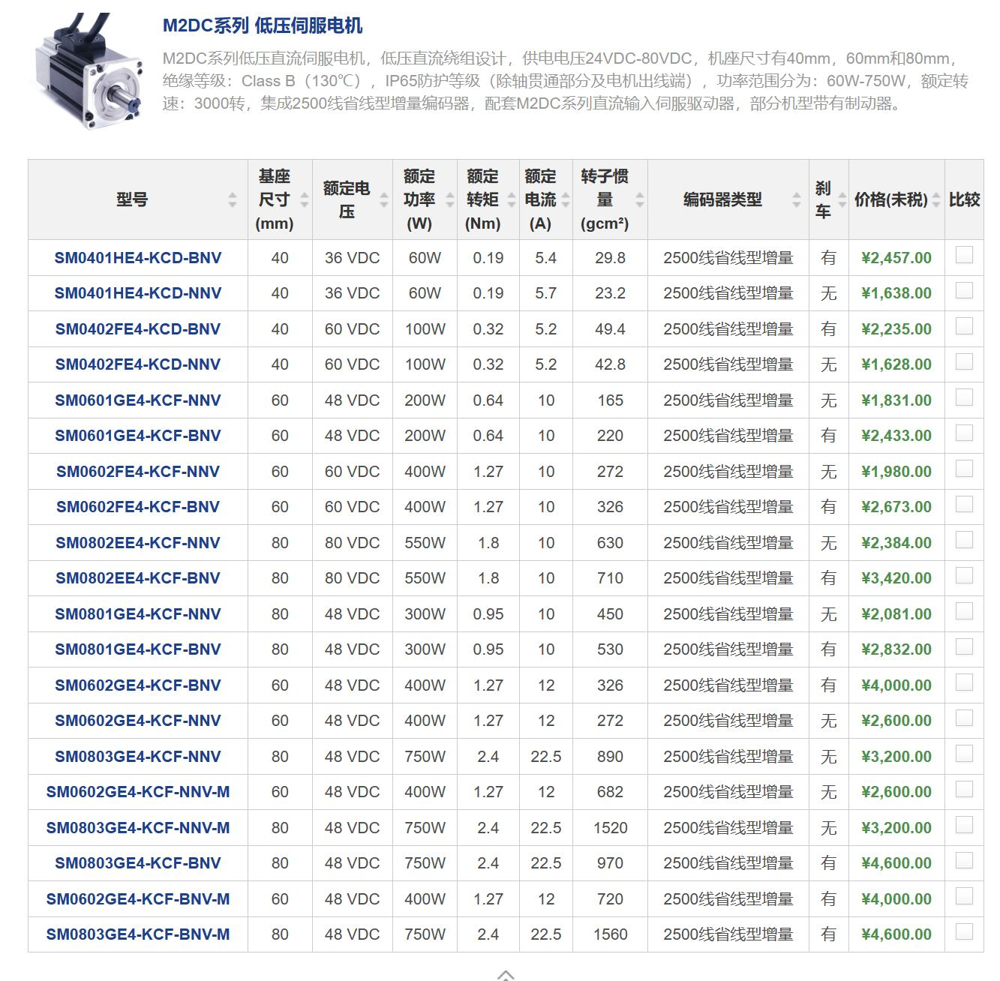 M2DC系列 低压伺服电机
M2DC系列低压直流伺服电机，低压直流绕组设计，供电电压24VDC-80VDC，机座尺寸有40mm，60mm和80mm，
绝缘等级：Class B（130℃），IP65防护等级（除轴贯通部分及电机出线端），功率范围分为：60W-750W，额定转
速：3000转，集成2500线省线型增量编码器，配套M2DC系列直流输入伺服驱动器，部分机型带有制动器。
型号 基座尺寸(mm) 额定电压 额定功率(W) 额定转矩(Nm) 额定电流(A) 转子惯量(gcm²) 编码器类型 刹车 价格(未税) 比较
SM0401HE4-KCD-BNV 40 36 VDC 60W 0.19 5.4 29.8 2500线省线型增量 有 ¥2,457.00
SM0401HE4-KCD-NNV 40 36 VDC 60W 0.19 5.7 23.2 2500线省线型增量 无 ¥1,638.00
SM0402FE4-KCD-BNV 40 60 VDC 100W 0.32 5.2 49.4 2500线省线型增量 有 ¥2,235.00
SM0402FE4-KCD-NNV 40 60 VDC 100W 0.32 5.2 42.8 2500线省线型增量 无 ¥1,628.00
SM0601GE4-KCF-NNV 60 48 VDC 200W 0.64 10 165 2500线省线型增量 无 ¥1,831.00
SM0601GE4-KCF-BNV 60 48 VDC 200W 0.64 10 220 2500线省线型增量 有 ¥2,433.00
SM0602FE4-KCF-NNV 60 60 VDC 400W 1.27 10 272 2500线省线型增量 无 ¥1,980.00
SM0602FE4-KCF-BNV 60 60 VDC 400W 1.27 10 326 2500线省线型增量 有 ¥2,673.00
SM0802EE4-KCF-NNV 80 80 VDC 550W 1.8 10 630 2500线省线型增量 无 ¥2,384.00
SM0802EE4-KCF-BNV 80 80 VDC 550W 1.8 10 710 2500线省线型增量 有 ¥3,420.00
SM0801GE4-KCF-NNV 80 48 VDC 300W 0.95 10 450 2500线省线型增量 无 ¥2,081.00
SM0801GE4-KCF-BNV 80 48 VDC 300W 0.95 10 530 2500线省线型增量 有 ¥2,832.00
SM0602GE4-KCF-BNV 60 48 VDC 400W 1.27 12 326 2500线省线型增量 有 ¥4,000.00
SM0602GE4-KCF-NNV 60 48 VDC 400W 1.27 12 272 2500线省线型增量 无 ¥2,600.00
SM0803GE4-KCF-NNV 80 48 VDC 750W 2.4 22.5 890 2500线省线型增量 无 ¥3,200.00
SM0602GE4-KCF-NNV-M 60 48 VDC 400W 1.27 12 682 2500线省线型增量 无 ¥2,600.00
SM0803GE4-KCF-NNV-M 80 48 VDC 750W 2.4 22.5 1520 2500线省线型增量 无 ¥3,200.00
SM0803GE4-KCF-BNV 80 48 VDC 750W 2.4 22.5 970 2500线省线型增量 有 ¥4,600.00
SM0602GE4-KCF-BNV-M 60 48 VDC 400W 1.27 12 720 2500线省线型增量 有 ¥4,000.00
SM0803GE4-KCF-BNV-M 80 48 VDC 750W 2.4 22.5 1560 2500线省线型增量 有 ¥4,600.00